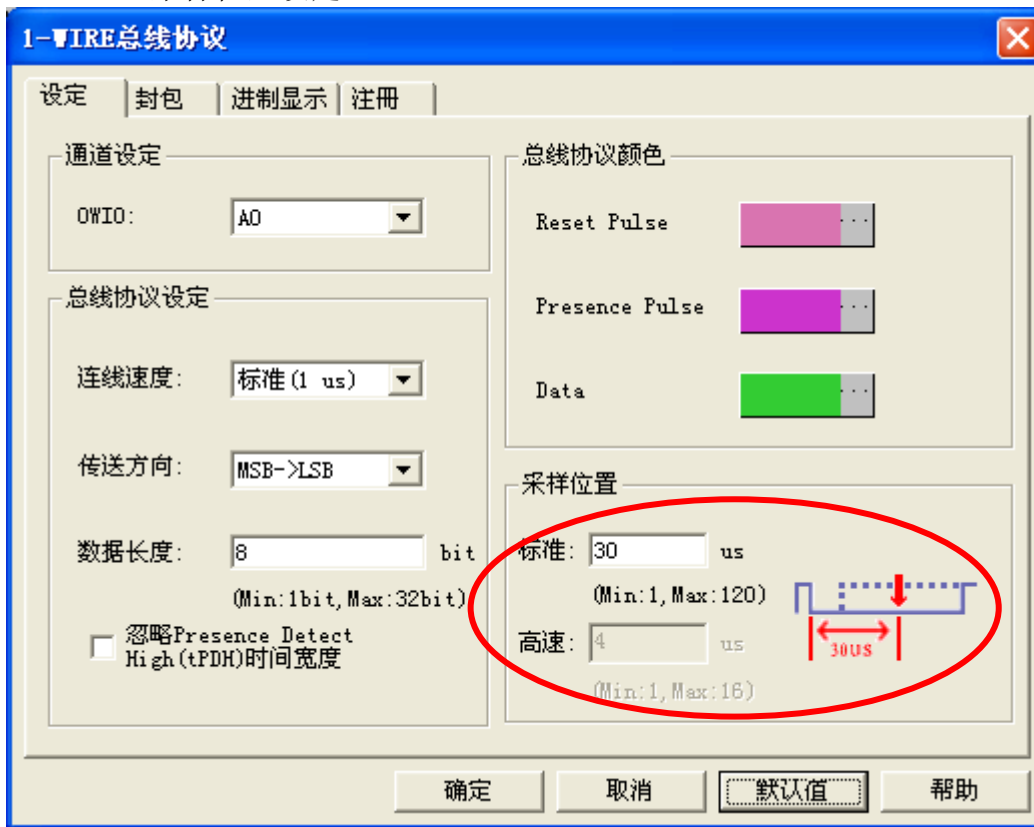 1-WIRE总线协议
设定 封包 进制显示 注冊
通道设定
OWIO: A0
总线协议设定
连线速度: 标准(1 us)
传送方向: MSB->LSB
数据长度: 8 bit
(Min:1bit,Max:32bit)
忽略Presence Detect
High(tPDH)时间宽度
总线协议颜色
Reset Pulse ...
Presence Pulse ...
Data ...
采样位置
标准: 30 us
(Min:1,Max:120)
高速: 4 us
(Min:1,Max:16)
30US
确定 取消 默认值 帮助